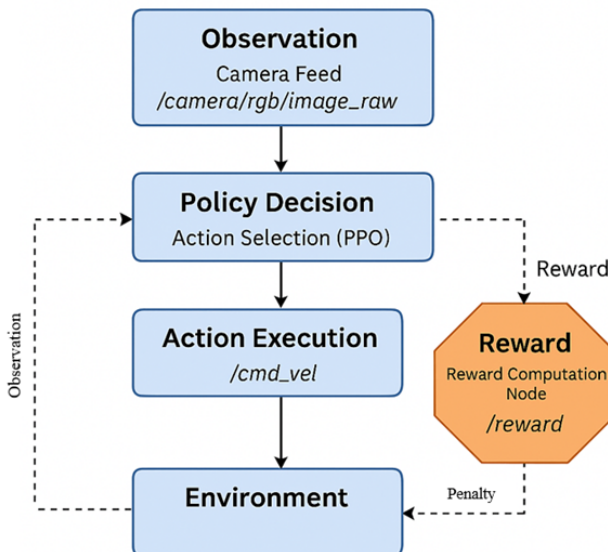 Observation
Camera Feed
/camera/rgb/image_raw
Policy Decision
Action Selection (PPO)
Reward
Observation
Action Execution
/cmd_vel
Reward
Reward Computation
Node
/reward
Environment
Penalty